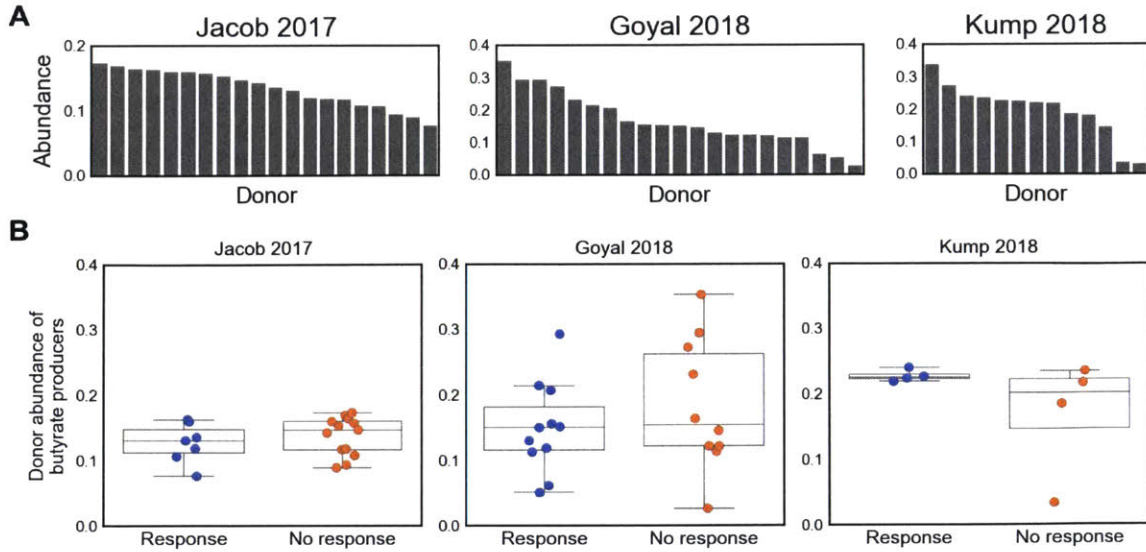 A
Jacob 2017
Goyal 2018
Kump 2018
Abundance
0.2
0.1
0.0
0.4
0.3
0.2
0.1
0.0
0.4
0.3
0.2
0.1
0.0
Donor
Donor
Donor
B
Jacob 2017
Goyal 2018
Kump 2018
Donor abundance of
butyrate producers
0.4
0.3
0.2
0.1
0.0
0.4
0.3
0.2
0.1
0.0
0.4
0.3
0.2
0.1
0.0
Response
No response
Response
No response
Response
No response